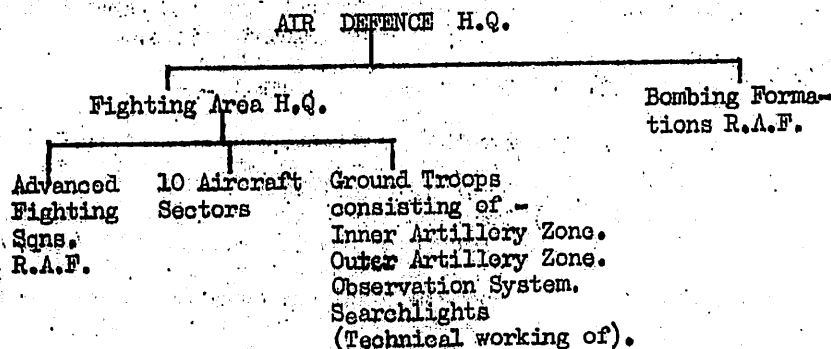 AIR DEFENCE H.Q.
Fighting Area H.Q.
Bombing Forma-
tions R.A.F.
Advanced
Fighting
Sqns.
R.A.F.
10 Aircraft
Sectors
Ground Troops
consisting of -
Inner Artillery Zone.
Outer Artillery Zone.
Observation System.
Searchlights
(Technical working of).